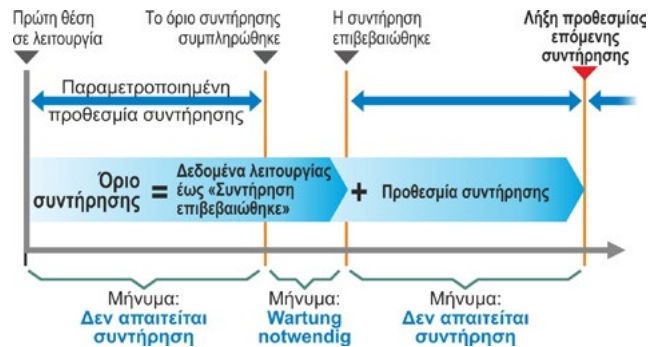 Πρώτη θέση
σε λειτουργία
Το όριο συντήρησης
συμπληρώθηκε
Η συντήρηση
επιβεβαιώθηκε
Λήξη προθεσμίας
επόμενης
συντήρησης
Παραμετροποιημένη
προθεσμία συντήρησης
Όριο
συντήρησης
=
Δεδομένα λειτουργίας
έως «Συντήρηση
επιβεβαιώθηκε»
+
Προθεσμία συντήρησης
Μήνυμα:
Δεν απαιτείται
συντήρηση
Μήνυμα:
Wartung
notwendig
Μήνυμα:
Δεν απαιτείται
συντήρηση